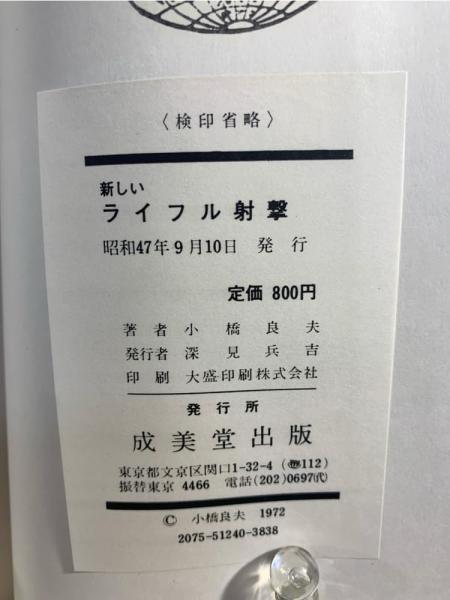 〈検印省略〉
新しい
ライフル射撃
昭和47年9月10日 発行
定価 800円
著者 小橋良夫
発行者 深見兵吉
印刷 大盛印刷株式会社
発行所
成美堂出版
東京都文京区関口1-32-4 (〠112)
振替東京 4466 電話(202)0697(代)
© 小橋良夫 1972
2075-51240-3838